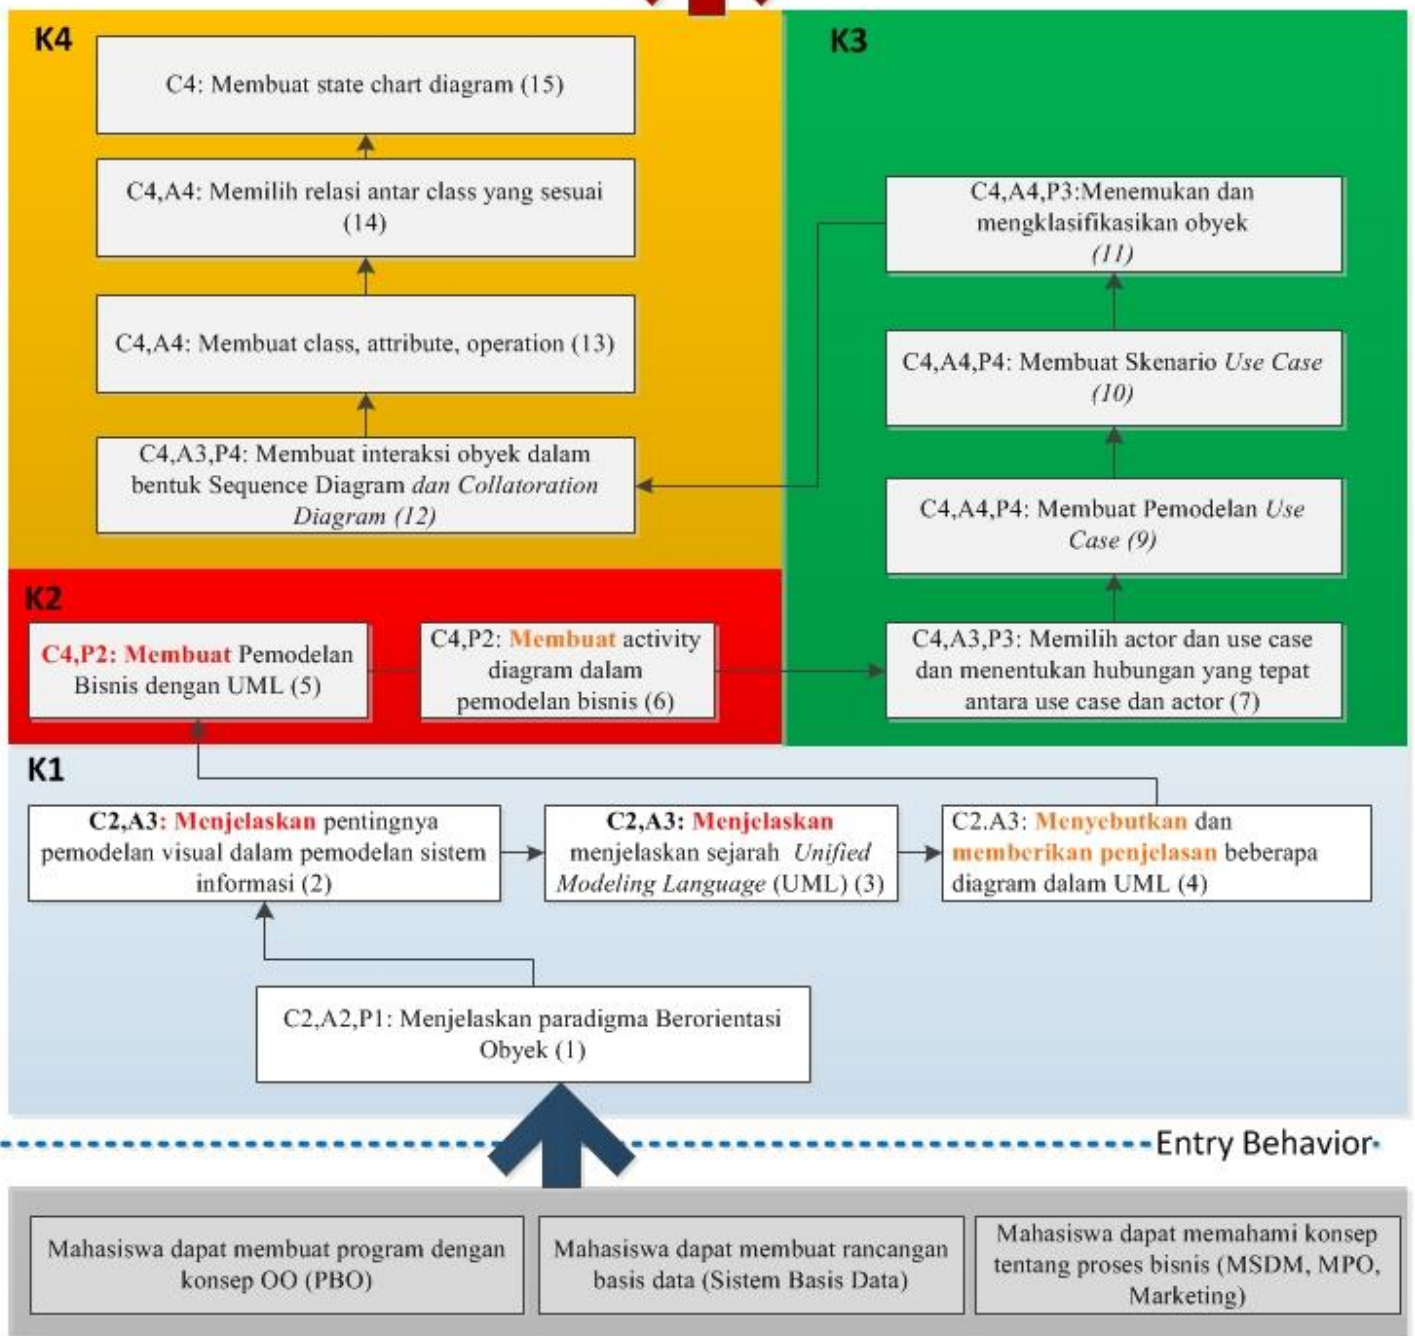 K4
C4: Membuat state chart diagram (15)
C4,A4: Memilih relasi antar class yang sesuai
(14)
C4,A4: Membuat class, attribute, operation (13)
C4,A3,P4: Membuat interaksi obyek dalam
bentuk Sequence Diagram dan Collatoration
Diagram (12)
K3
C4,A4,P3:Menemukan dan
mengklasifikasikan obyek
(11)
C4,A4,P4: Membuat Skenario Use Case
(10)
C4,A4,P4: Membuat Pemodelan Use
Case (9)
C4,A3,P3: Memilih actor dan use case
dan menentukan hubungan yang tepat
antara use case dan actor (7)
K2
C4,P2: Membuat Pemodelan
Bisnis dengan UML (5)
C4,P2: Membuat activity
diagram dalam
pemodelan bisnis (6)
K1
C2,A3: Menjelaskan pentingnya
pemodelan visual dalam pemodelan sistem
informasi (2)
C2,A3: Menjelaskan
menjelaskan sejarah Unified
Modeling Language (UML) (3)
C2.A3: Menyebutkan dan
memberikan penjelasan beberapa
diagram dalam UML (4)
C2,A2,P1: Menjelaskan paradigma Berorientasi
Obyek (1)
Entry Behavior
Mahasiswa dapat membuat program dengan
konsep OO (PBO)
Mahasiswa dapat membuat rancangan
basis data (Sistem Basis Data)
Mahasiswa dapat memahami konsep
tentang proses bisnis (MSDM, MPO,
Marketing)